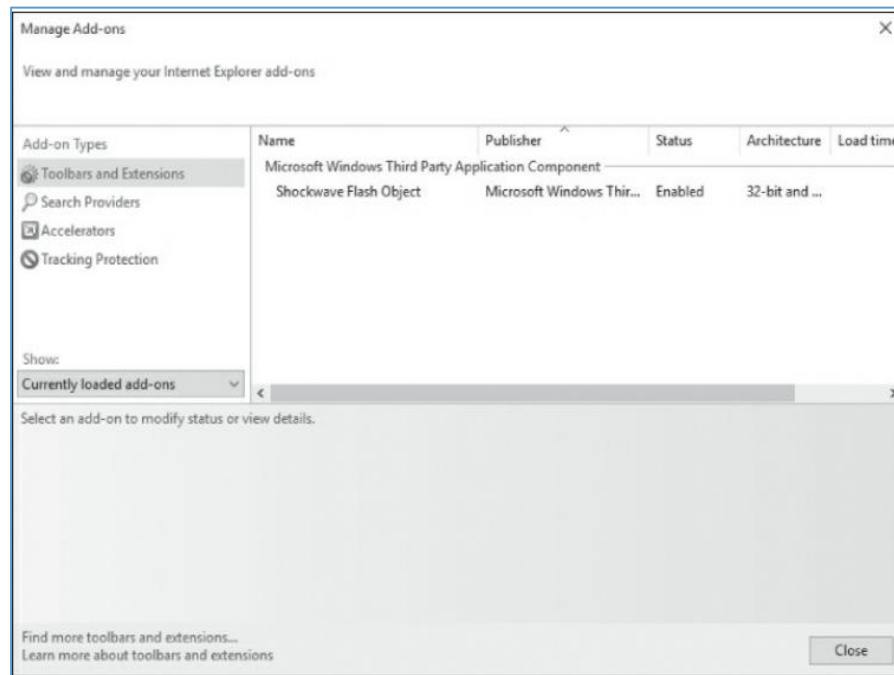 Manage Add-ons
View and manage your Internet Explorer add-ons
Add-on Types
Toolbars and Extensions
Search Providers
Accelerators
Tracking Protection
Show:
Currently loaded add-ons
Name Publisher Status Architecture Load time
Microsoft Windows Third Party Application Component
Shockwave Flash Object Microsoft Windows Thir... Enabled 32-bit and ...
Select an add-on to modify status or view details.
Find more toolbars and extensions...
Learn more about toolbars and extensions
Close